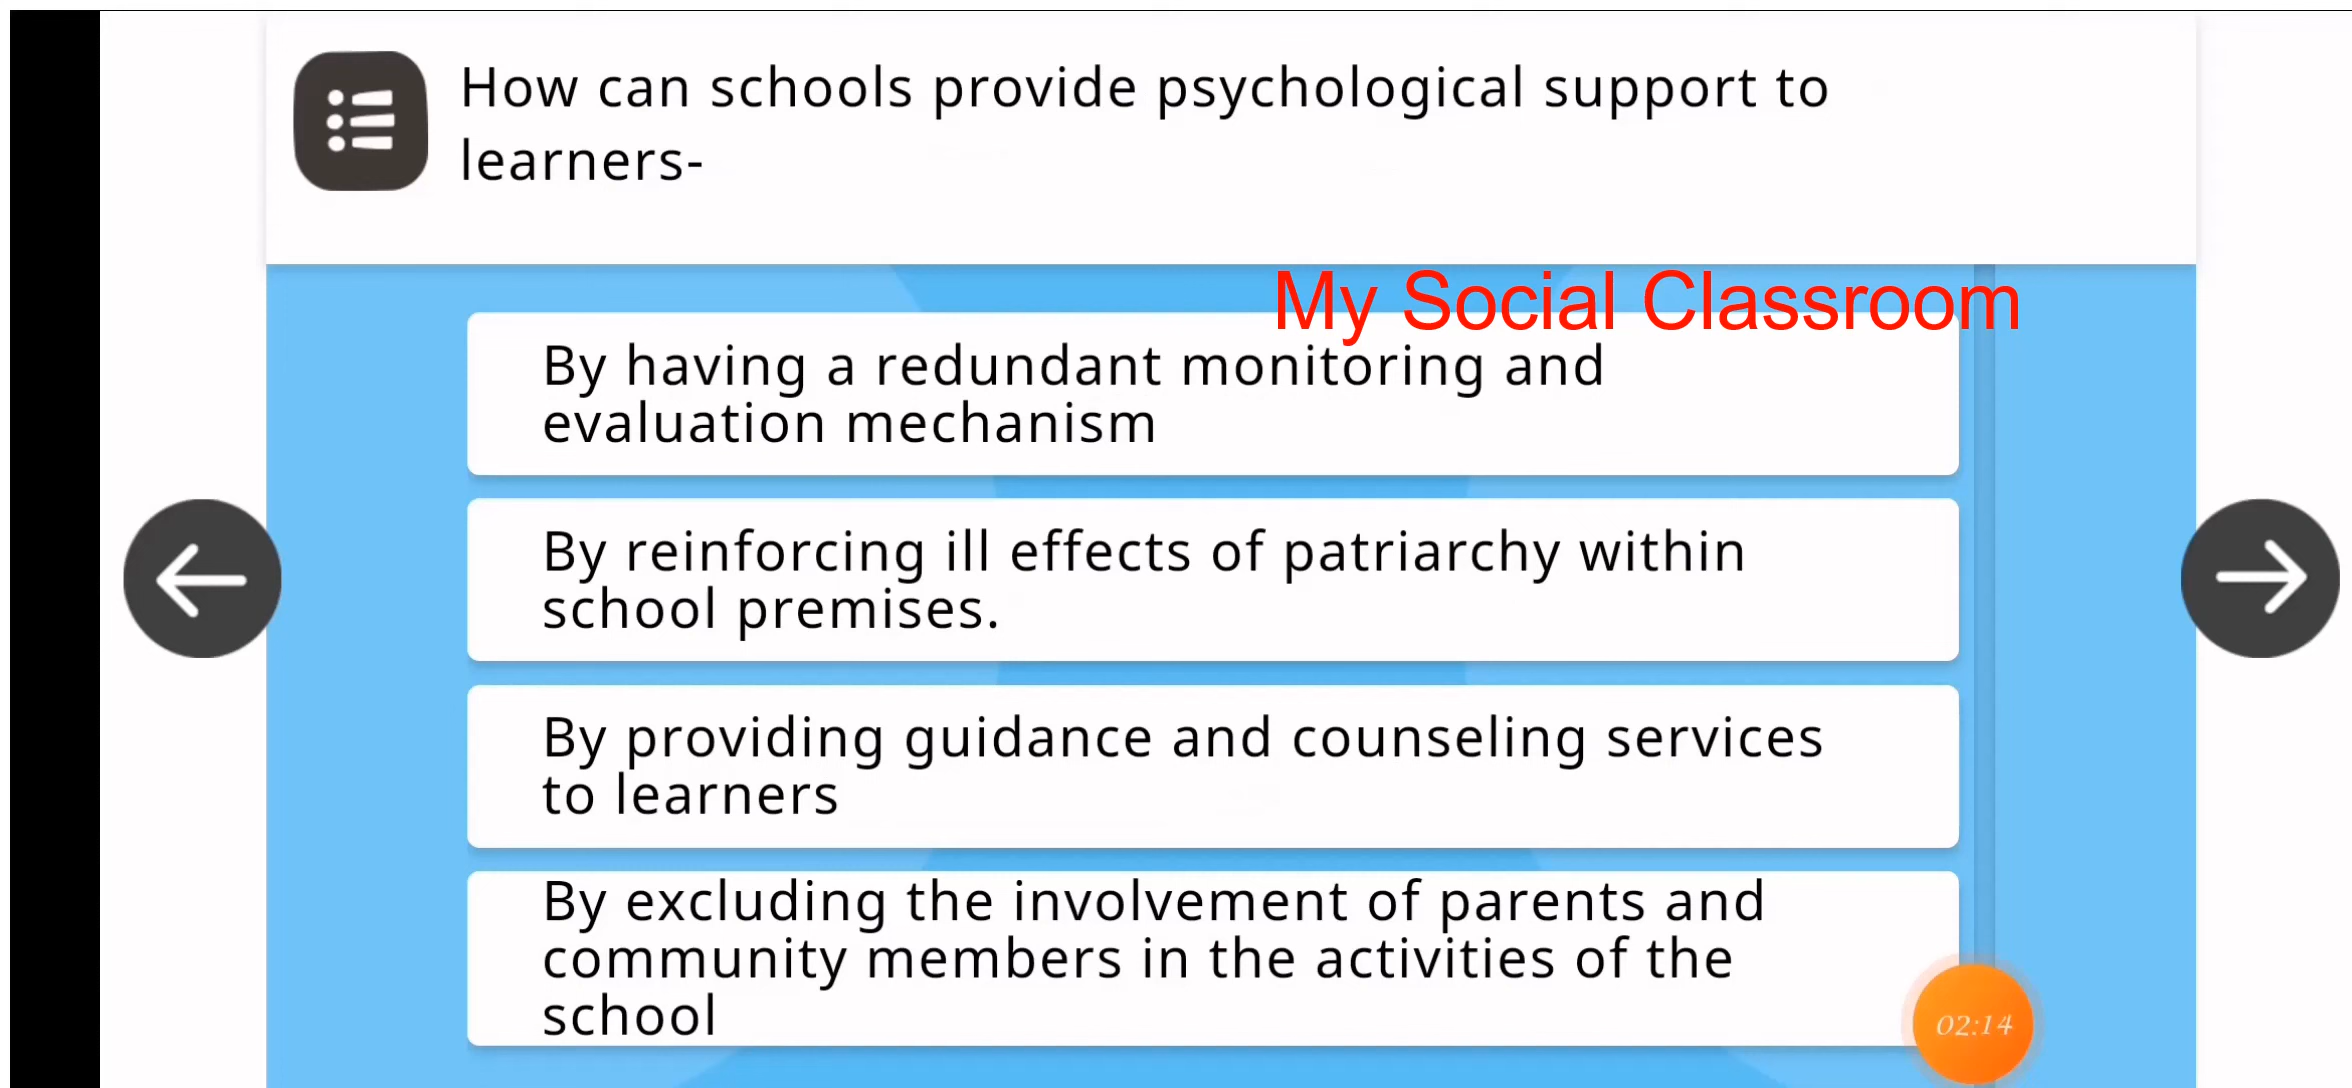 How can schools provide psychological support to
learners-
My Social Classroom
By having a redundant monitoring and
evaluation mechanism
By reinforcing ill effects of patriarchy within
school premises.
By providing guidance and counseling services
to learners
By excluding the involvement of parents and
community members in the activities of the
school
02:14